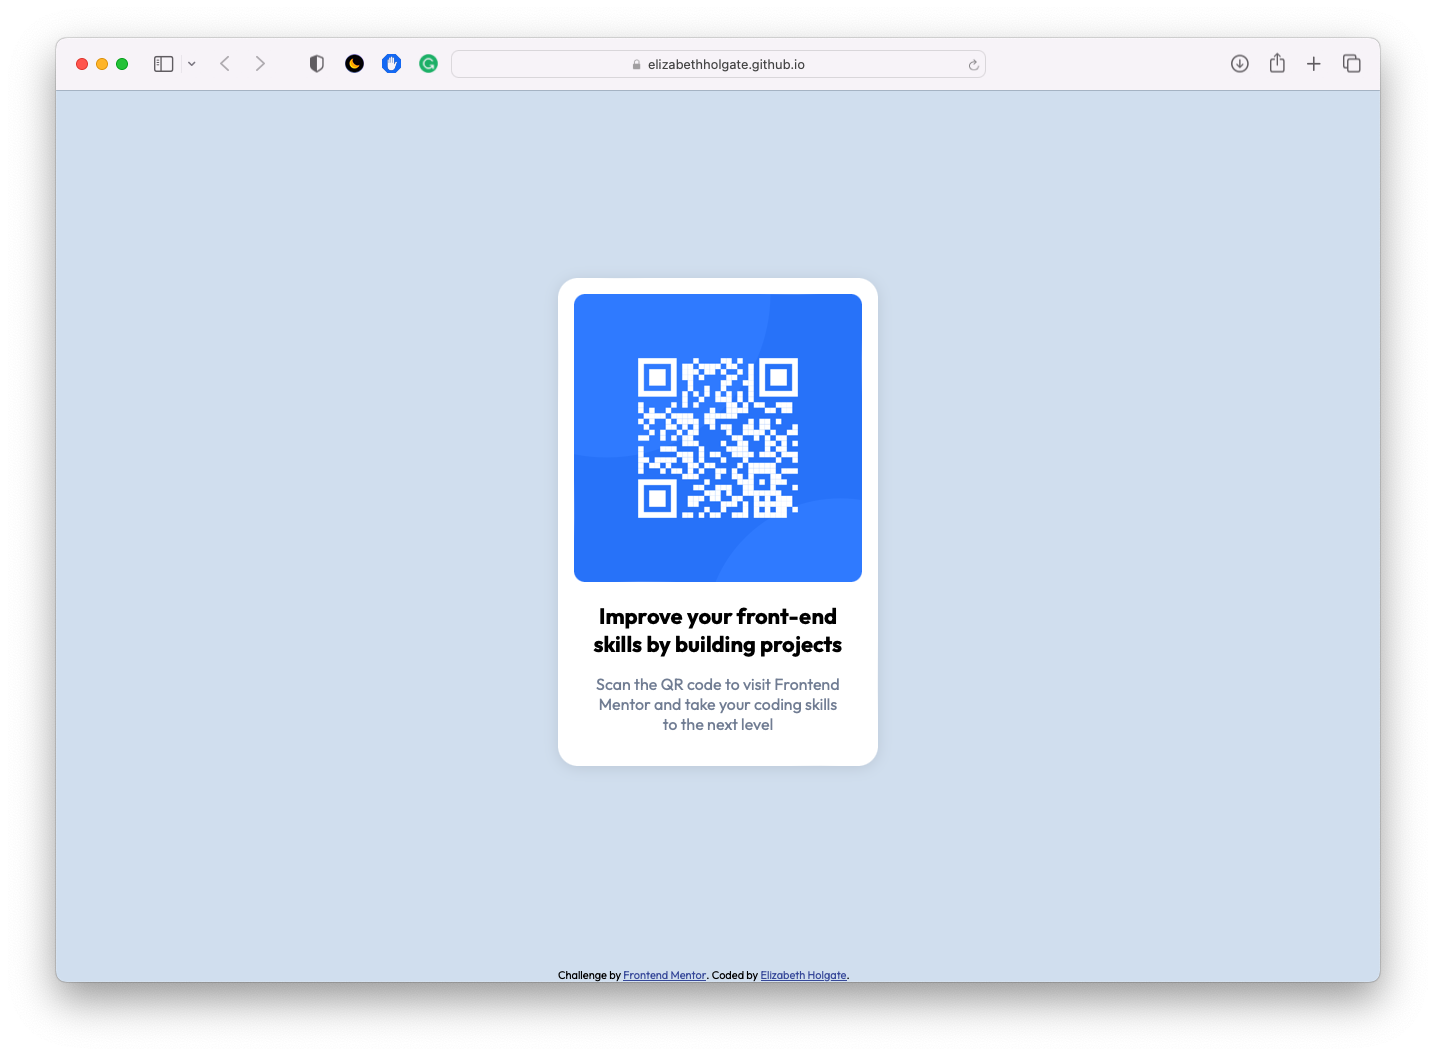 elizabethholgate.github.io
Improve your front-end
skills by building projects
Scan the QR code to visit Frontend
Mentor and take your coding skills
to the next level
Challenge by Frontend Mentor. Coded by Elizabeth Holgate.